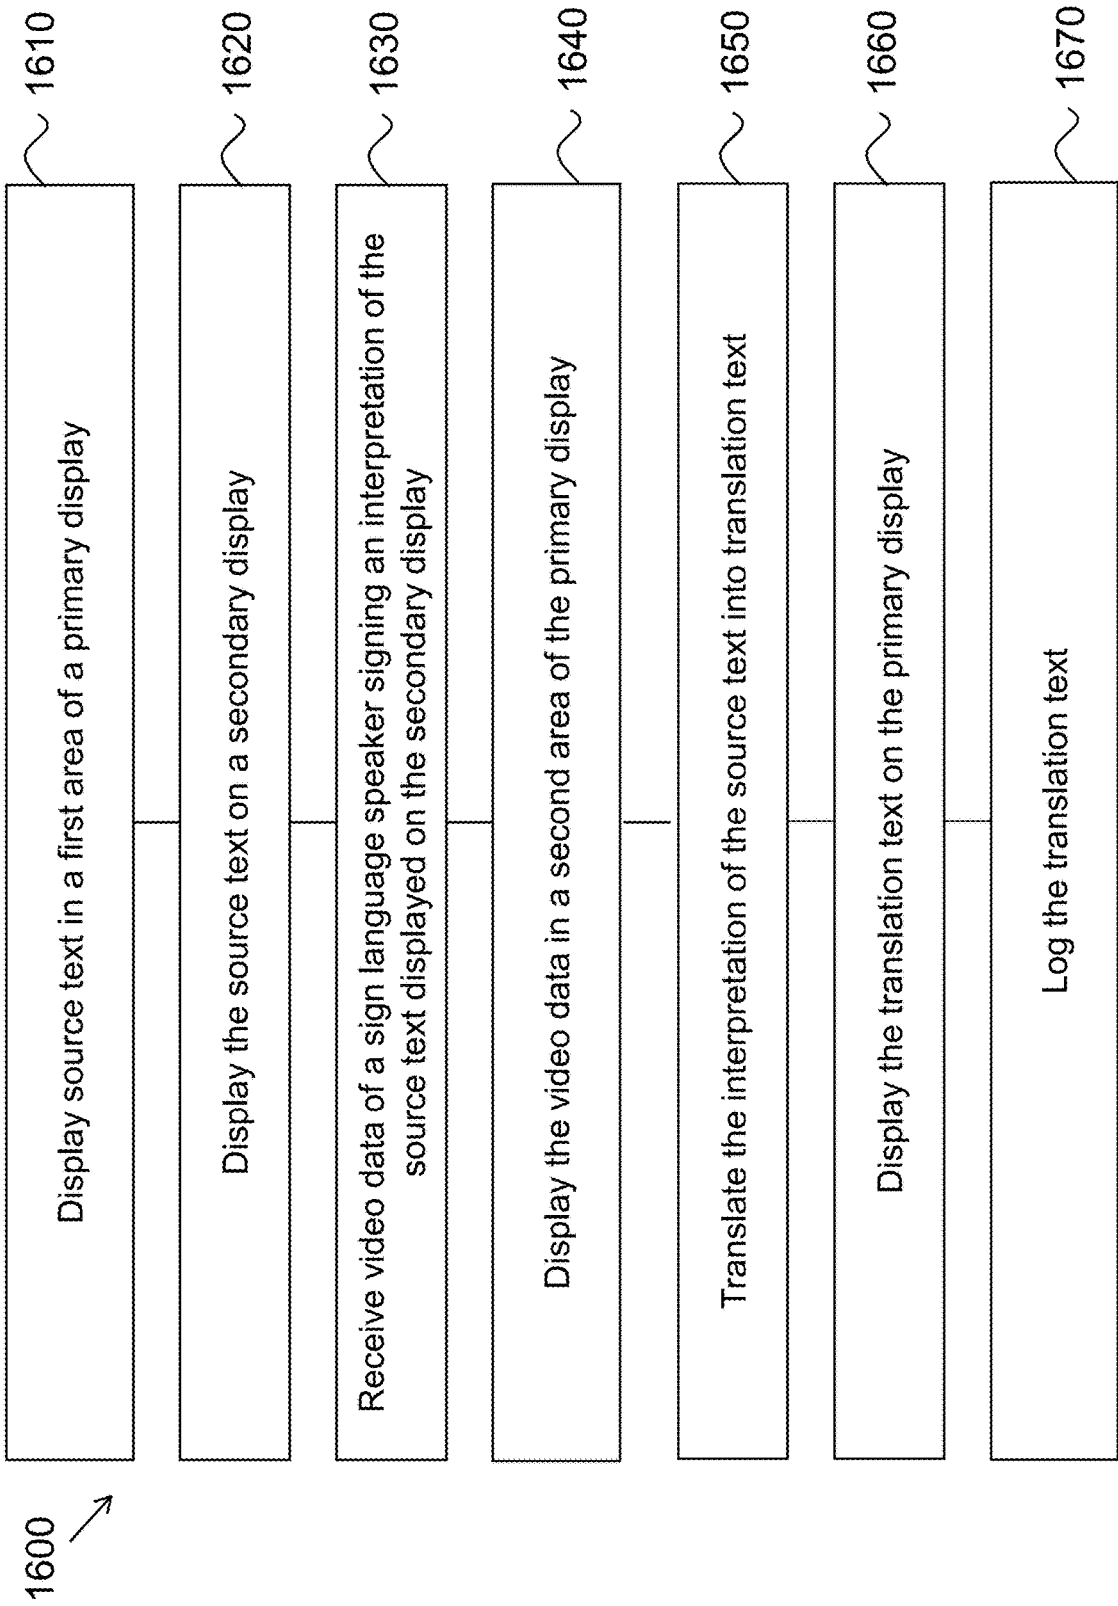 1600
Display source text in a first area of a primary display
1610
Display the source text on a secondary display
1620
Receive video data of a sign language speaker signing an interpretation of the
source text displayed on the secondary display
1630
Display the video data in a second area of the primary display
1640
Translate the interpretation of the source text into translation text
1650
Display the translation text on the primary display
1660
Log the translation text
1670